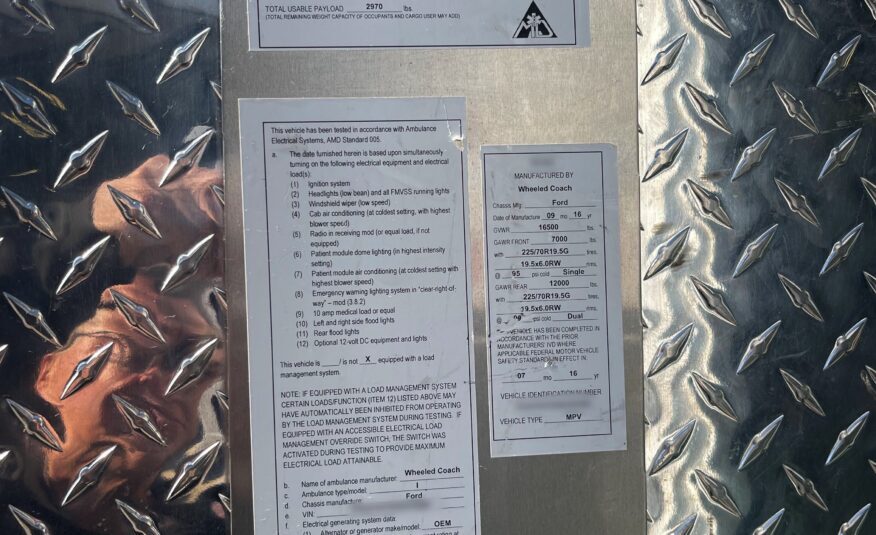 TOTAL USABLE PAYLOAD 2970 lbs.
(TOTAL REMAINING WEIGHT CAPACITY OF OCCUPANTS AND CARGO USER MAY ADD)
This vehicle has been tested in accordance with Ambulance
Electrical Systems, AMD Standard 005.
a. The date furnished herein is based upon simultaneously
turning on the following electrical equipment and electrical
load(s):
(1) Ignition system
(2) Headlights (low bean) and all FMVSS running lights
(3) Windshield wiper (low speed)
(4) Cab air conditioning (at coldest setting, with highest
blower speed)
(5) Radio in receiving mod (or equal load, if not
equipped)
(6) Patient module dome lighting (in highest intensity
setting)
(7) Patient module air conditioning (at coldest setting with
highest blower speed)
(8) Emergency warning lighting system in "clear-right-of-
way" – mod (3.8.2)
(9) 10 amp medical load or equal
(10) Left and right side flood lights
(11) Rear flood lights
(12) Optional 12-volt DC equipment and lights
This vehicle is ____ / is not X equipped with a load
management system.
NOTE: IF EQUIPPED WITH A LOAD MANAGEMENT SYSTEM
CERTAIN LOADS/FUNCTION (ITEM 12) LISTED ABOVE MAY
HAVE AUTOMATICALLY BEEN INHIBITED FROM OPERATING
BY THE LOAD MANAGEMENT SYSTEM DURING TESTING. IF
EQUIPPED WITH AN ACCESSIBLE ELECTRICAL LOAD
MANAGEMENT OVERRIDE SWITCH, THE SWITCH WAS
ACTIVATED DURING TESTING TO PROVIDE MAXIMUM
ELECTRICAL LOAD ATTAINABLE.
b. Name of ambulance manufacturer: Wheeled Coach
c. Ambulance type/model: I
d. Chassis manufacture: Ford
e. VIN:
f. Electrical generating system data:
(1) Alternator or generator make/model: OEM
MANUFACTURED BY
Wheeled Coach
Chassis Mfg: Ford
Date of Manufacture 09 mo 16 yr
GVWR 16500 lbs.
GAWR FRONT 7000 lbs.
with 225/70R19.5G tires.
19.5x6.0RW rims.
@ 95 psi cold Single
GAWR REAR 12000 lbs.
with 225/70R19.5G tires.
19.5x6.0RW rims.
@ psi cold Dual
VEHICLE HAS BEEN COMPLETED IN
ACCORDANCE WITH THE PRIOR
MANUFACTURERS' IVD WHERE
APPLICABLE FEDERAL MOTOR VEHICLE
SAFETY STANDARDS IN EFFECT IN
07 mo 16 yr
VEHICLE IDENTIFICATION NUMBER
VEHICLE TYPE MPV